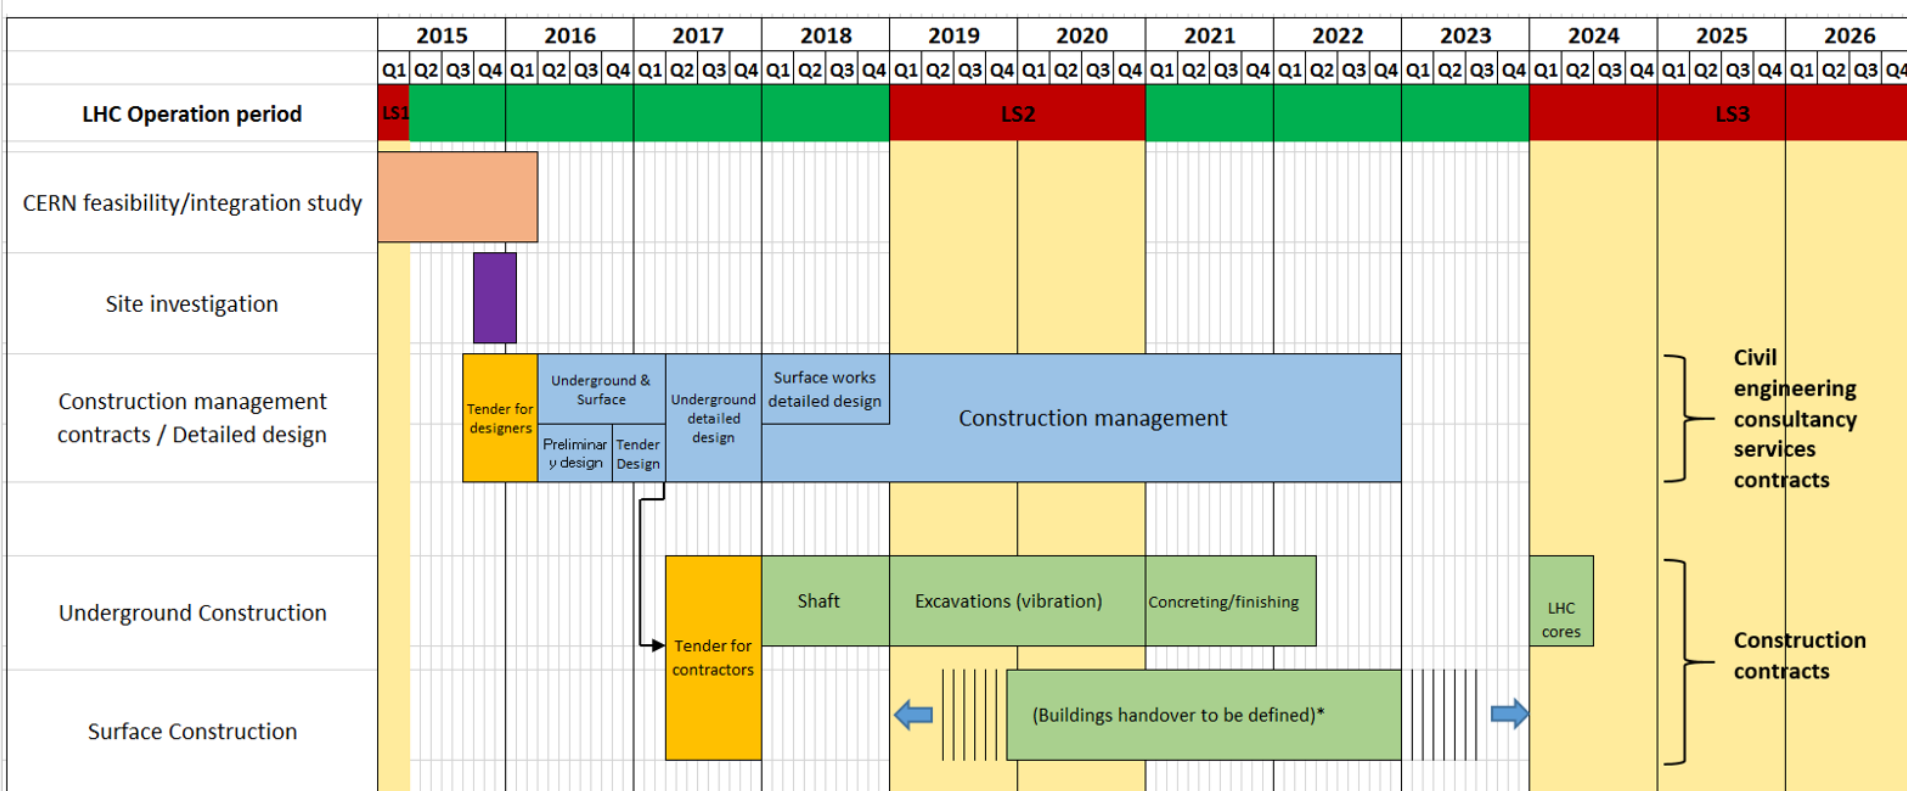 2015 2016 2017 2018 2019 2020 2021 2022 2023 2024 2025 2026
Q1 Q2 Q3 Q4 Q1 Q2 Q3 Q4 Q1 Q2 Q3 Q4 Q1 Q2 Q3 Q4 Q1 Q2 Q3 Q4 Q1 Q2 Q3 Q4 Q1 Q2 Q3 Q4 Q1 Q2 Q3 Q4 Q1 Q2 Q3 Q4 Q1 Q2 Q3 Q4 Q1 Q2 Q3 Q4 Q1 Q2 Q3 Q4
LHC Operation period
LS1
LS2
LS3
CERN feasibility/integration study
Site investigation
Construction management
contracts / Detailed design
Tender for
designers
Underground &
Surface
Preliminar
y design
Tender
Design
Underground
detailed
design
Surface works
detailed design
Construction management
Civil
engineering
consultancy
services
contracts
Underground Construction
Tender for
contractors
Shaft
Excavations (vibration)
Concreting/finishing
LHC
cores
Construction
contracts
Surface Construction
(Buildings handover to be defined)*